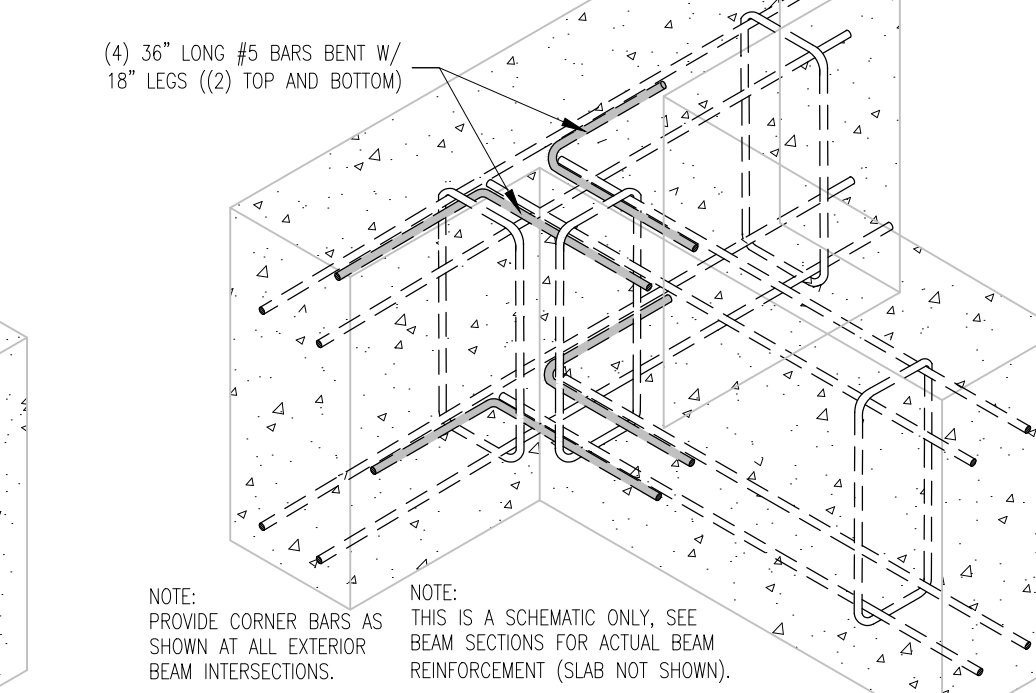 (4) 36" LONG #5 BARS BENT W/
18" LEGS ((2) TOP AND BOTTOM)
NOTE:
PROVIDE CORNER BARS AS
SHOWN AT ALL EXTERIOR
BEAM INTERSECTIONS.
NOTE:
THIS IS A SCHEMATIC ONLY, SEE
BEAM SECTIONS FOR ACTUAL BEAM
REINFORCEMENT (SLAB NOT SHOWN).